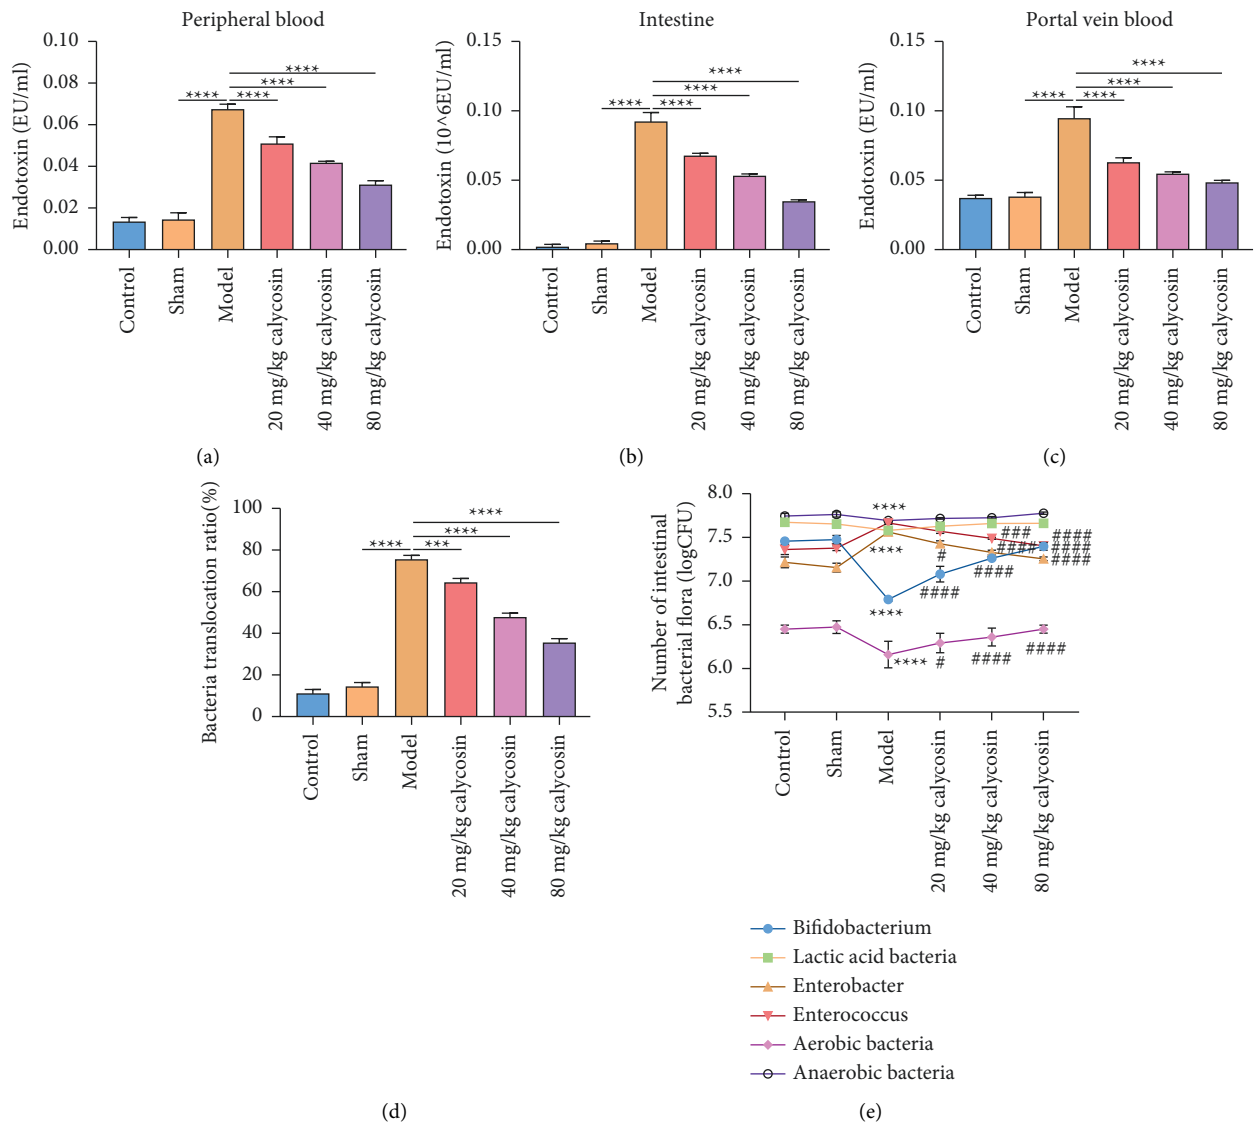 Peripheral blood
Endotoxin (EU/ml)
0.10
0.08
0.06
0.04
0.02
0.00
****
****
**** ****
Control
Sham
Model
20 mg/kg calycosin
40 mg/kg calycosin
80 mg/kg calycosin
(a)
Intestine
Endotoxin (10^6EU/ml)
0.15
0.10
0.05
0.00
****
****
**** ****
Control
Sham
Model
20 mg/kg calycosin
40 mg/kg calycosin
80 mg/kg calycosin
(b)
Portal vein blood
Endotoxin (EU/ml)
0.15
0.10
0.05
0.00
****
****
**** ****
Control
Sham
Model
20 mg/kg calycosin
40 mg/kg calycosin
80 mg/kg calycosin
(c)
Bacteria translocation ratio(%)
100
80
60
40
20
0
****
****
**** ***
Control
Sham
Model
20 mg/kg calycosin
40 mg/kg calycosin
80 mg/kg calycosin
(d)
Number of intestinal
bacterial flora (logCFU)
8.0
7.5
7.0
6.5
6.0
5.5
****
### ####
**** # #### ####
#### ####
****
####
**** # #### ####
Control
Sham
Model
20 mg/kg calycosin
40 mg/kg calycosin
80 mg/kg calycosin
Bifidobacterium
Lactic acid bacteria
Enterobacter
Enterococcus
Aerobic bacteria
Anaerobic bacteria
(e)